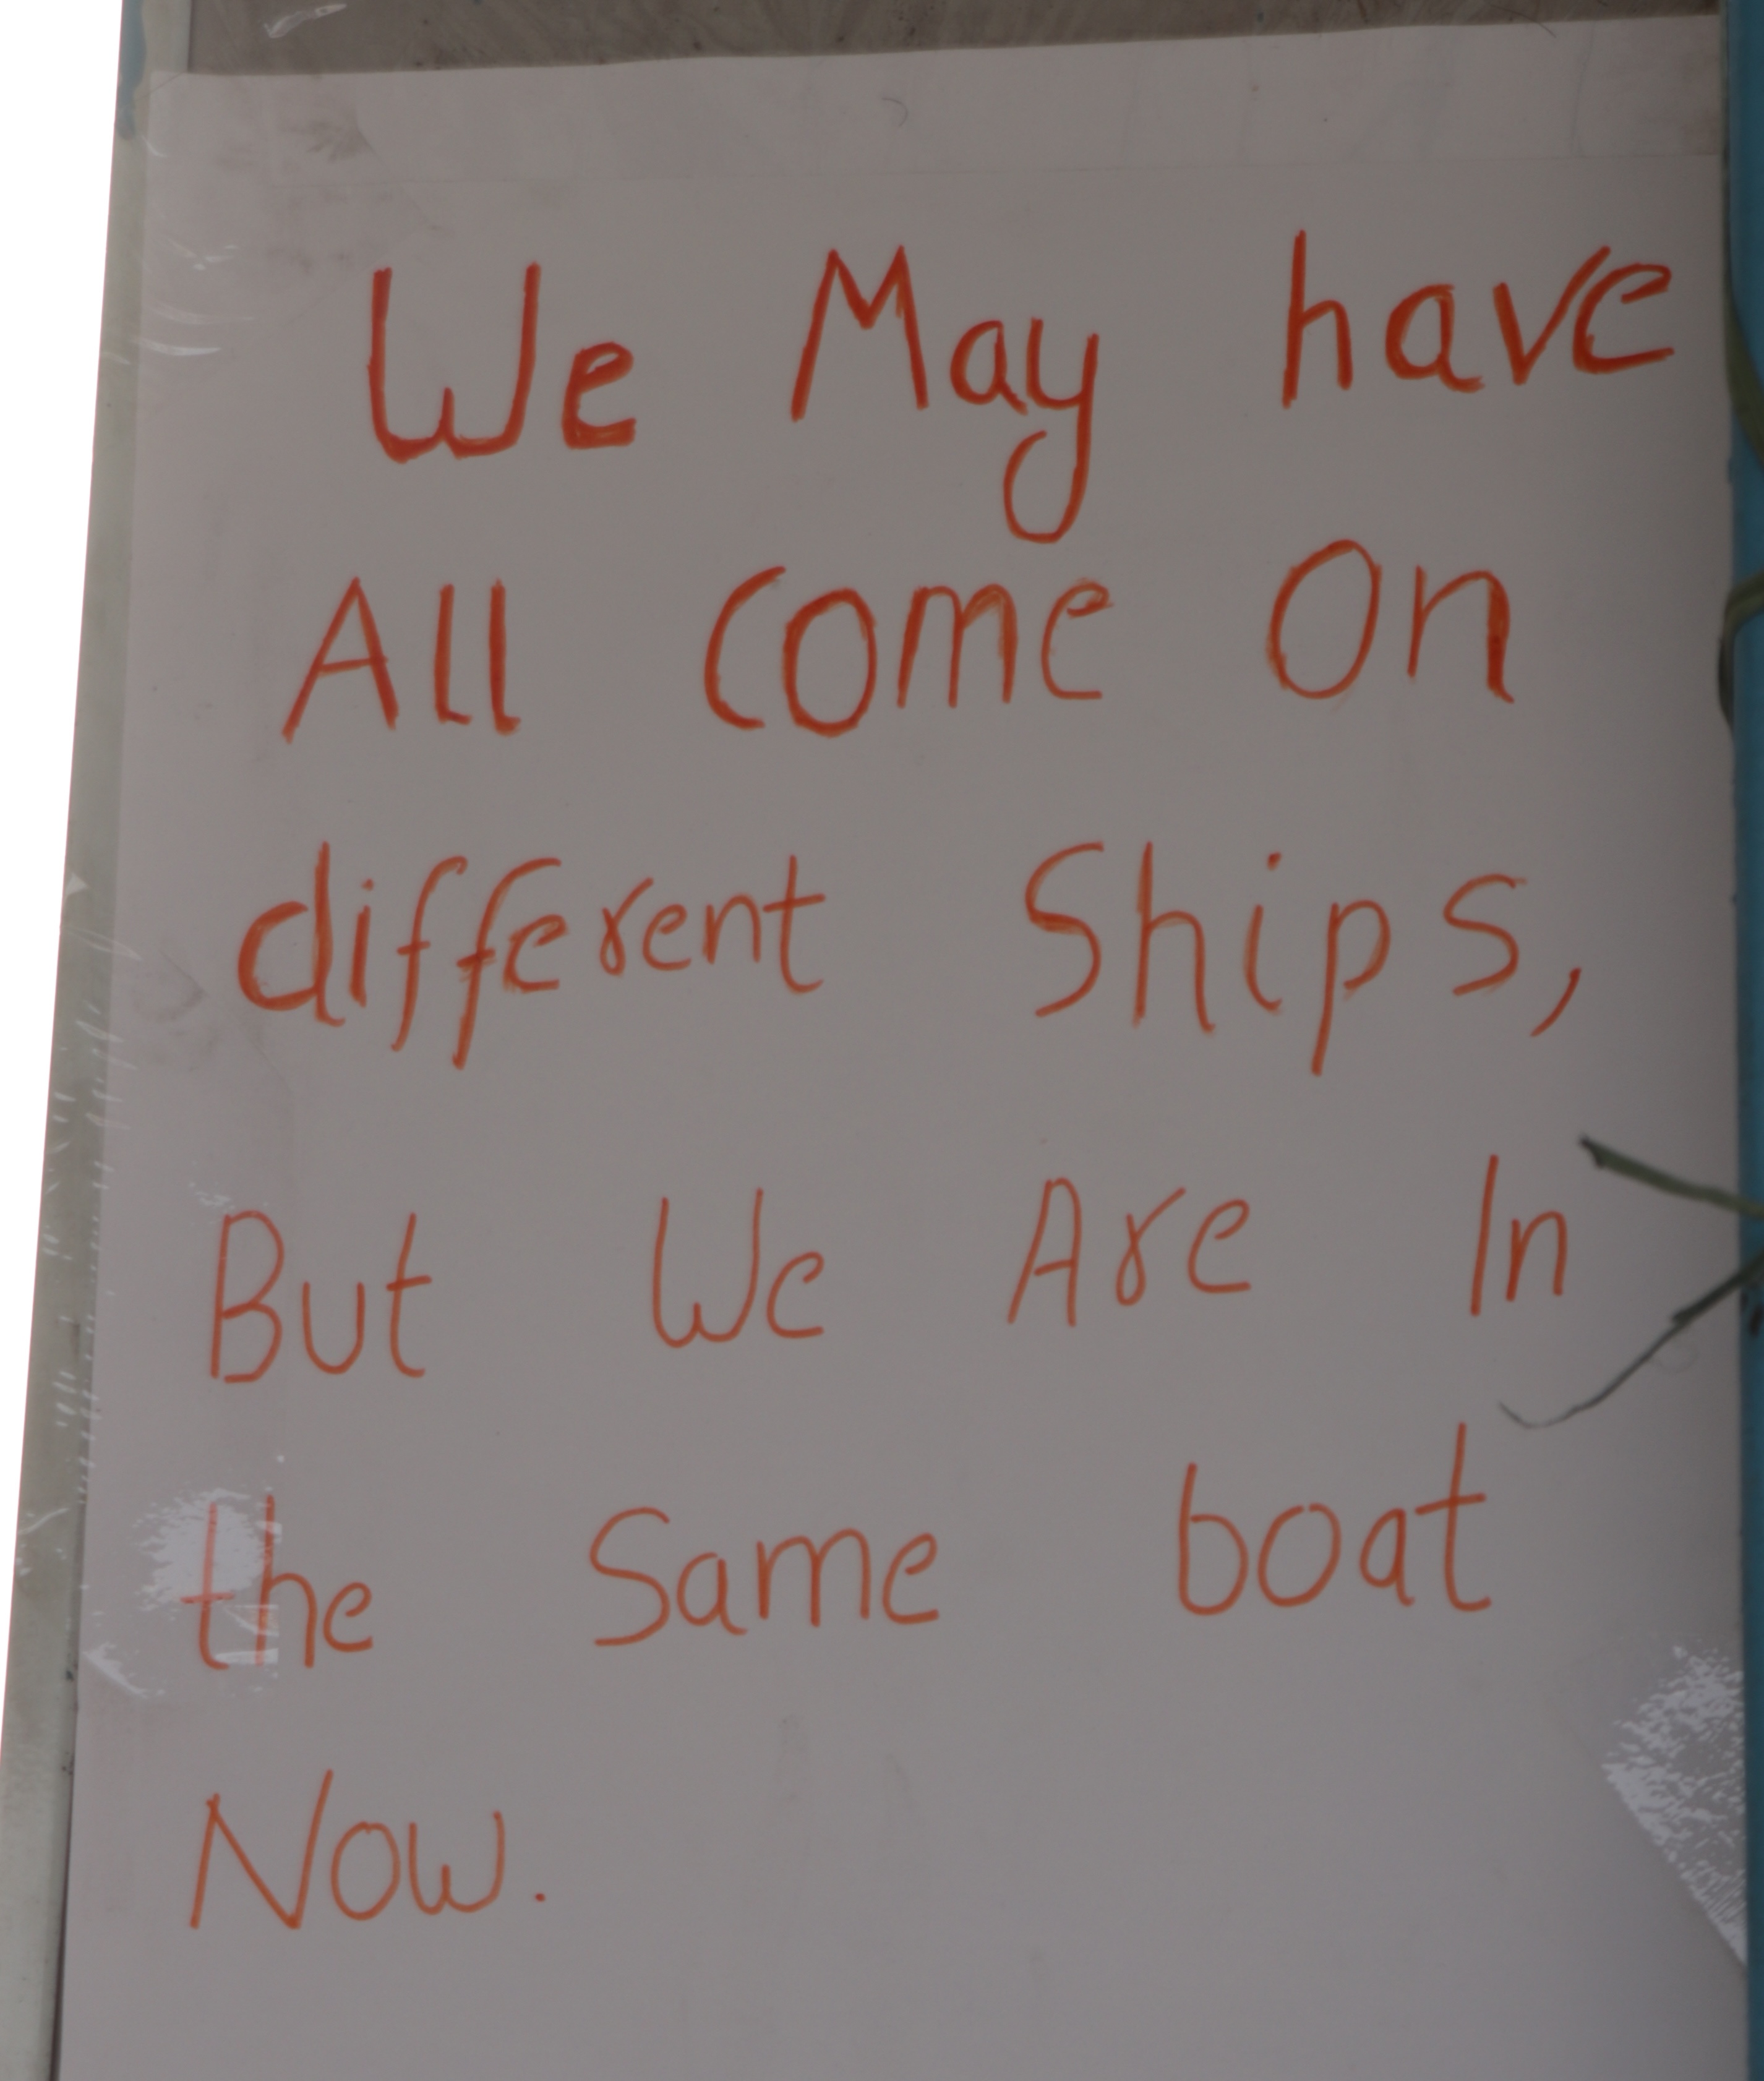 We May have
All Come On
different Ships,
But We Are In
the Same boat
Now.